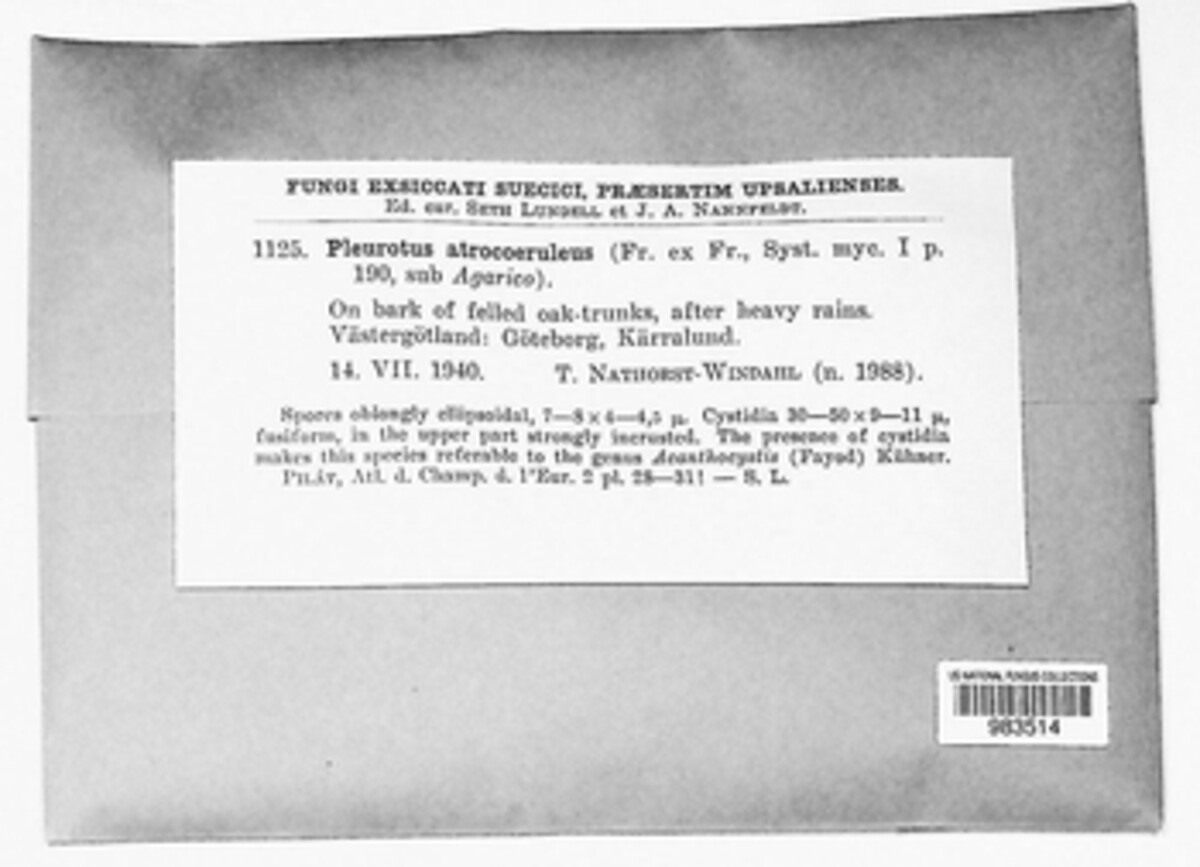 FUNGI EXSICCATI SUECICI, PRÆSERTIM UPSALIENSES.
Ed. cur. SETH LUNDELL et J. A. NANNFELDT.
1125. Pleurotus atrocoeruleus (Fr. ex Fr., Syst. myc. I p.
190, sub Agarico).
On bark of felled oak-trunks, after heavy rains.
Västergötland: Göteborg, Kärralund.
14. VII. 1940. T. NATHORST-WINDAHL (n. 1988).
Spores oblongly ellipsoidal, 7—8 × 4—4,5 µ. Cystidia 30—50 × 9—11 µ,
fusiform, in the upper part strongly incrusted. The presence of cystidia
makes this species referable to the genus Acanthocystis (Fayod) Kühner.
PILÁT, Atl. d. Champ. d. l'Eur. 2 pl. 28—31! — S. L.
US NATIONAL FUNGUS COLLECTIONS
983514